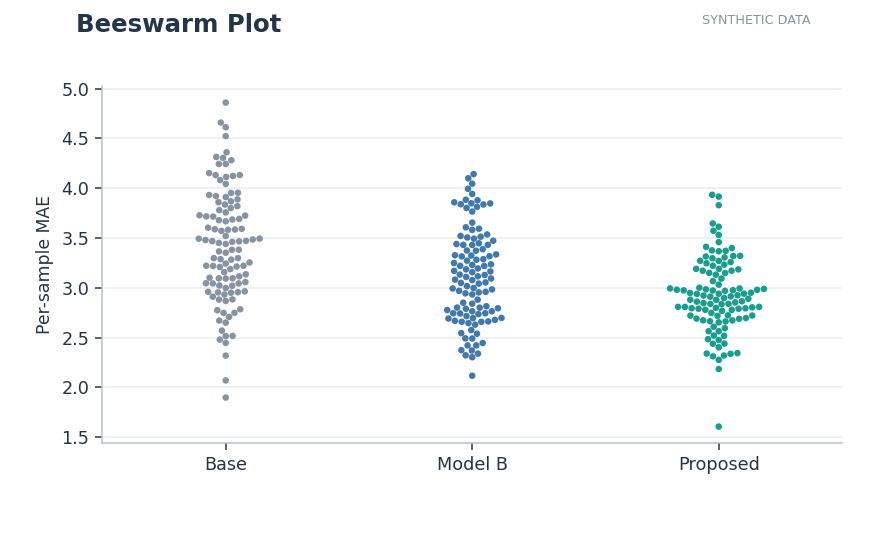 Beeswarm Plot
SYNTHETIC DATA
Per-sample MAE
5.0
4.5
4.0
3.5
3.0
2.5
2.0
1.5
Base
Model B
Proposed